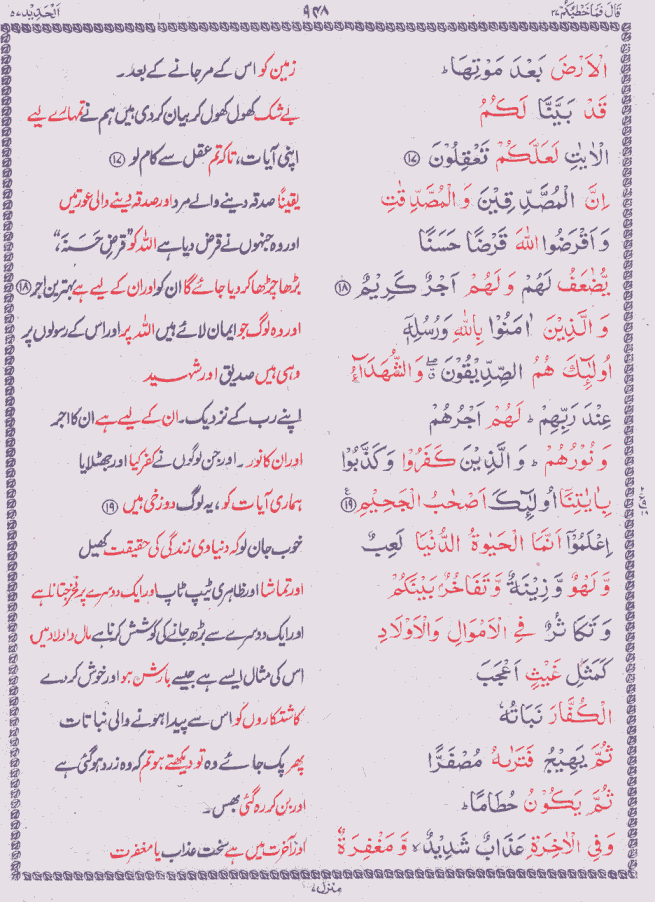 قَالَ فَمَا خَطْبُكُمْ ٢٧ ٩٤٨ اَلْحَدِيْد ٥٧
الْاَرْضَ بَعْدَ مَوْتِهَا ؕ زمین کو اس کے مر جانے کے بعد۔
قَدْ بَيَّنَّا لَكُمُ بے شک کھول کھول کر بیان کر دی ہیں ہم نے تمہارے لیے
الْاٰيٰتِ لَعَلَّكُمْ تَعْقِلُوْنَ ﴿١٧﴾ اپنی آیات، تاکہ تم عقل سے کام لو ﴿١٧﴾
اِنَّ الْمُصَّدِّقِيْنَ وَ الْمُصَّدِّقٰتِ یقیناً صدقہ دینے والے مرد اور صدقہ دینے والی عورتیں
وَ اَقْرَضُوا اللّٰهَ قَرْضًا حَسَنًا اور وہ جنہوں نے قرض دیا ہے اللہ کو ”قرضِ حَسَنَہ“،
يُّضٰعَفُ لَهُمْ وَ لَهُمْ اَجْرٌ كَرِيْمٌ ﴿١٨﴾ بڑھا چڑھا کر دیا جائے گا ان کو اور ان کے لیے ہے بہترین اجر ﴿١٨﴾
وَ الَّذِيْنَ اٰمَنُوْا بِاللّٰهِ وَ رُسُلِهٖۤ اور وہ لوگ جو ایمان لائے ہیں اللہ پر اور اس کے رسولوں پر
اُولٰٓئِكَ هُمُ الصِّدِّيْقُوْنَ ۖۗ وَ الشُّهَدَآءُ وہی ہیں صدیق اور شہید
عِنْدَ رَبِّهِمْ ؕ لَهُمْ اَجْرُهُمْ اپنے رب کے نزدیک۔ ان کے لیے ہے ان کا اجر
وَ نُوْرُهُمْ ؕ وَ الَّذِيْنَ كَفَرُوْا وَ كَذَّبُوْا اور ان کا نور۔ اور جن لوگوں نے کفر کیا اور جھٹلایا
بِاٰيٰتِنَاۤ اُولٰٓئِكَ اَصْحٰبُ الْجَحِيْمِ ﴿١٩﴾ ہماری آیات کو، یہ لوگ دوزخی ہیں ﴿١٩﴾
اِعْلَمُوْۤا اَنَّمَا الْحَيٰوةُ الدُّنْيَا لَعِبٌ خوب جان لو کہ دنیاوی زندگی کی حقیقت کھیل
وَّ لَهْوٌ وَّ زِيْنَةٌ وَّ تَفَاخُرٌۢ بَيْنَكُمْ اور تماشا اور ظاہری ٹیپ ٹاپ اور ایک دوسرے پر فخر جتانا ہے
وَ تَكَاثُرٌ فِي الْاَمْوَالِ وَ الْاَوْلَادِ اور ایک دوسرے سے بڑھ جانے کی کوشش کرنا ہے مال و اولاد میں
كَمَثَلِ غَيْثٍ اَعْجَبَ اس کی مثال ایسے ہے جیسے بارش ہو اور خوش کر دے
الْكُفَّارَ نَبَاتُهٗ کاشتکاروں کو اس سے پیدا ہونے والی نباتات
ثُمَّ يَهِيْجُ فَتَرٰىهُ مُصْفَرًّا پھر پک جائے وہ تو دیکھتے ہو تم کہ وہ زرد ہو گئی ہے
ثُمَّ يَكُوْنُ حُطَامًا ؕ اور بن کر رہ گئی بھس۔
وَ فِي الْاٰخِرَةِ عَذَابٌ شَدِيْدٌ ۙ وَّ مَغْفِرَةٌ اور آخرت میں ہے سخت عذاب یا مغفرت
منزل ٧